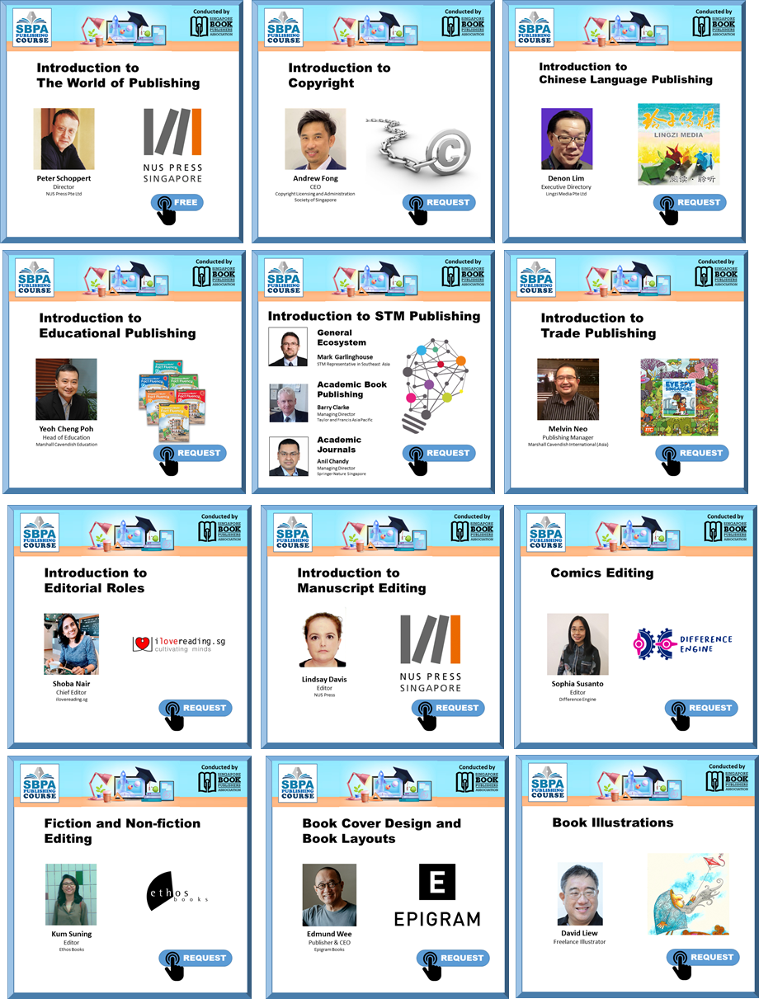 SBPA
PUBLISHING
COURSE
Conducted by
SINGAPORE
BOOK
PUBLISHERS
ASSOCIATION
Introduction to
The World of Publishing
Peter Schoppert
Director
NUS Press Pte Ltd
NUS PRESS
SINGAPORE
FREE
SBPA
PUBLISHING
COURSE
Conducted by
SINGAPORE
BOOK
PUBLISHERS
ASSOCIATION
Introduction to
Copyright
Andrew Fong
CEO
Copyright Licensing and Administration
Society of Singapore
C
REQUEST
SBPA
PUBLISHING
COURSE
Conducted by
SINGAPORE
BOOK
PUBLISHERS
ASSOCIATION
Introduction to
Chinese Language Publishing
Denon Lim
Executive Directory
Lingzi Media Pte Ltd
玲子传媒
LINGZI MEDIA
阅读·聆听
REQUEST
SBPA
PUBLISHING
COURSE
Conducted by
SINGAPORE
BOOK
PUBLISHERS
ASSOCIATION
Introduction to
Educational Publishing
Yeoh Cheng Poh
Head of Education
Marshall Cavendish Education
Fact Fluency
REQUEST
SBPA
PUBLISHING
COURSE
Conducted by
SINGAPORE
BOOK
PUBLISHERS
ASSOCIATION
Introduction to STM Publishing
General
Ecosystem
Mark Garlinghouse
STM Representative in Southeast Asia
Academic Book
Publishing
Barry Clarke
Managing Director
Taylor and Francis Asia Pacific
Academic
Journals
Anil Chandy
Managing Director
Springer Nature Singapore
REQUEST
SBPA
PUBLISHING
COURSE
Conducted by
SINGAPORE
BOOK
PUBLISHERS
ASSOCIATION
Introduction to
Trade Publishing
Melvin Neo
Publishing Manager
Marshall Cavendish International (Asia)
EYE SPY
SINGAPORE
REQUEST
SBPA
PUBLISHING
COURSE
Conducted by
SINGAPORE
BOOK
PUBLISHERS
ASSOCIATION
Introduction to
Editorial Roles
Shoba Nair
Chief Editor
ilovereading.sg
ilovereading.sg
cultivating minds
REQUEST
SBPA
PUBLISHING
COURSE
Conducted by
SINGAPORE
BOOK
PUBLISHERS
ASSOCIATION
Introduction to
Manuscript Editing
Lindsay Davis
Editor
NUS Press
NUS PRESS
SINGAPORE
REQUEST
SBPA
PUBLISHING
COURSE
Conducted by
SINGAPORE
BOOK
PUBLISHERS
ASSOCIATION
Comics Editing
Sophia Susanto
Editor
Difference Engine
DIFFERENCE
ENGINE
REQUEST
SBPA
PUBLISHING
COURSE
Conducted by
SINGAPORE
BOOK
PUBLISHERS
ASSOCIATION
Fiction and Non-fiction
Editing
Kum Suning
Editor
Ethos Books
ethos
books
REQUEST
SBPA
PUBLISHING
COURSE
Conducted by
SINGAPORE
BOOK
PUBLISHERS
ASSOCIATION
Book Cover Design and
Book Layouts
Edmund Wee
Publisher & CEO
Epigram Books
E
EPIGRAM
REQUEST
SBPA
PUBLISHING
COURSE
Conducted by
SINGAPORE
BOOK
PUBLISHERS
ASSOCIATION
Book Illustrations
David Liew
Freelance Illustrator
REQUEST